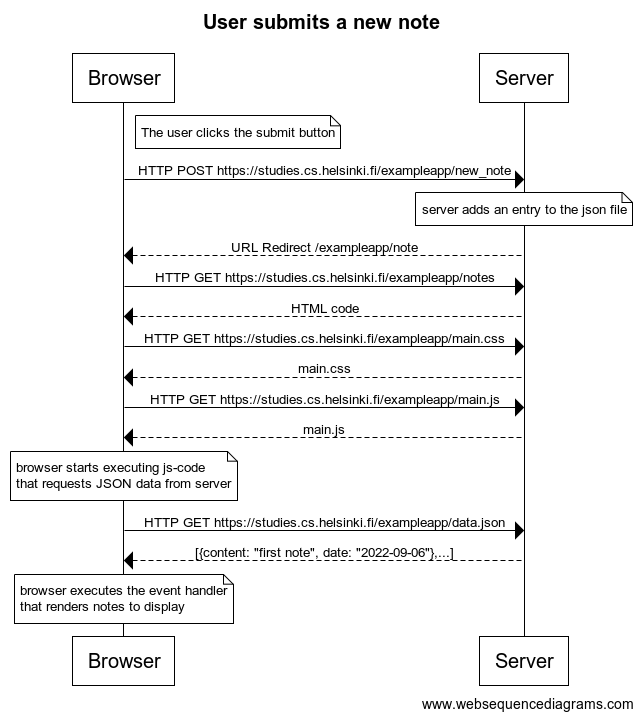 User submits a new note
Browser
Server
The user clicks the submit button
HTTP POST https://studies.cs.helsinki.fi/exampleapp/new_note
server adds an entry to the json file
URL Redirect /exampleapp/note
HTTP GET https://studies.cs.helsinki.fi/exampleapp/notes
HTML code
HTTP GET https://studies.cs.helsinki.fi/exampleapp/main.css
main.css
HTTP GET https://studies.cs.helsinki.fi/exampleapp/main.js
main.js
browser starts executing js-code
that requests JSON data from server
HTTP GET https://studies.cs.helsinki.fi/exampleapp/data.json
[{content: "first note", date: "2022-09-06"},...]
browser executes the event handler
that renders notes to display
Browser
Server
www.websequencediagrams.com